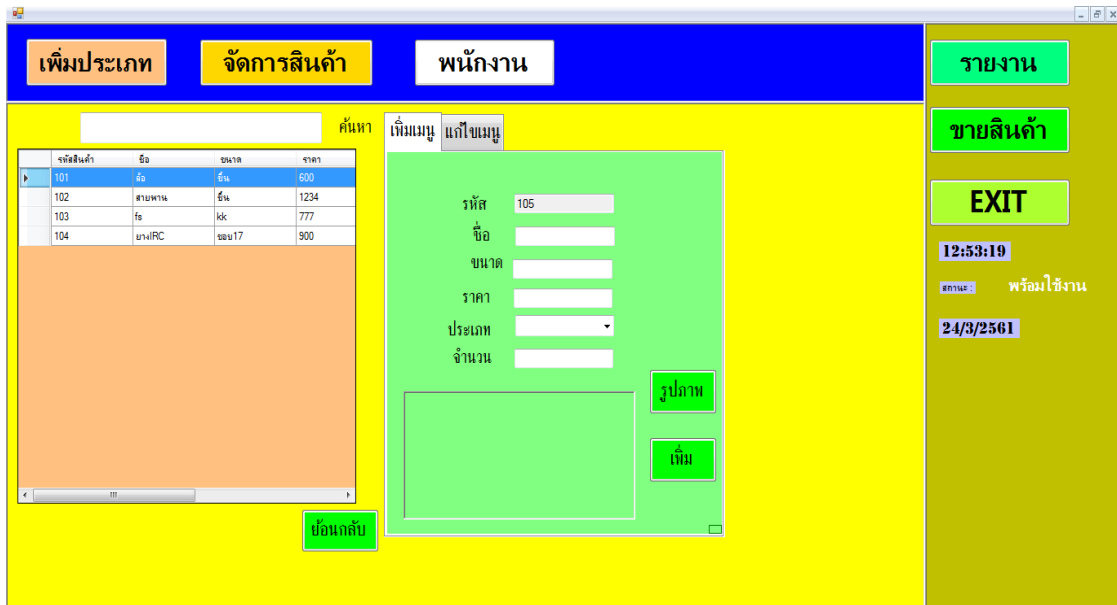 เพิ่มประเภท
จัดการสินค้า
พนักงาน
รายงาน
ขายสินค้า
EXIT
12:53:19
สถานะ : พร้อมใช้งาน
24/3/2561
ค้นหา
รหัสสินค้า ชื่อ ขนาด ราคา
101 ล้อ ชิ้น 600
102 สายพาน ชิ้น 1234
103 fs kk 777
104 ยางIRC ขอบ17 900
ย้อนกลับ
เพิ่มเมนู แก้ไขเมนู
รหัส 105
ชื่อ
ขนาด
ราคา
ประเภท
จำนวน
รูปภาพ
เพิ่ม